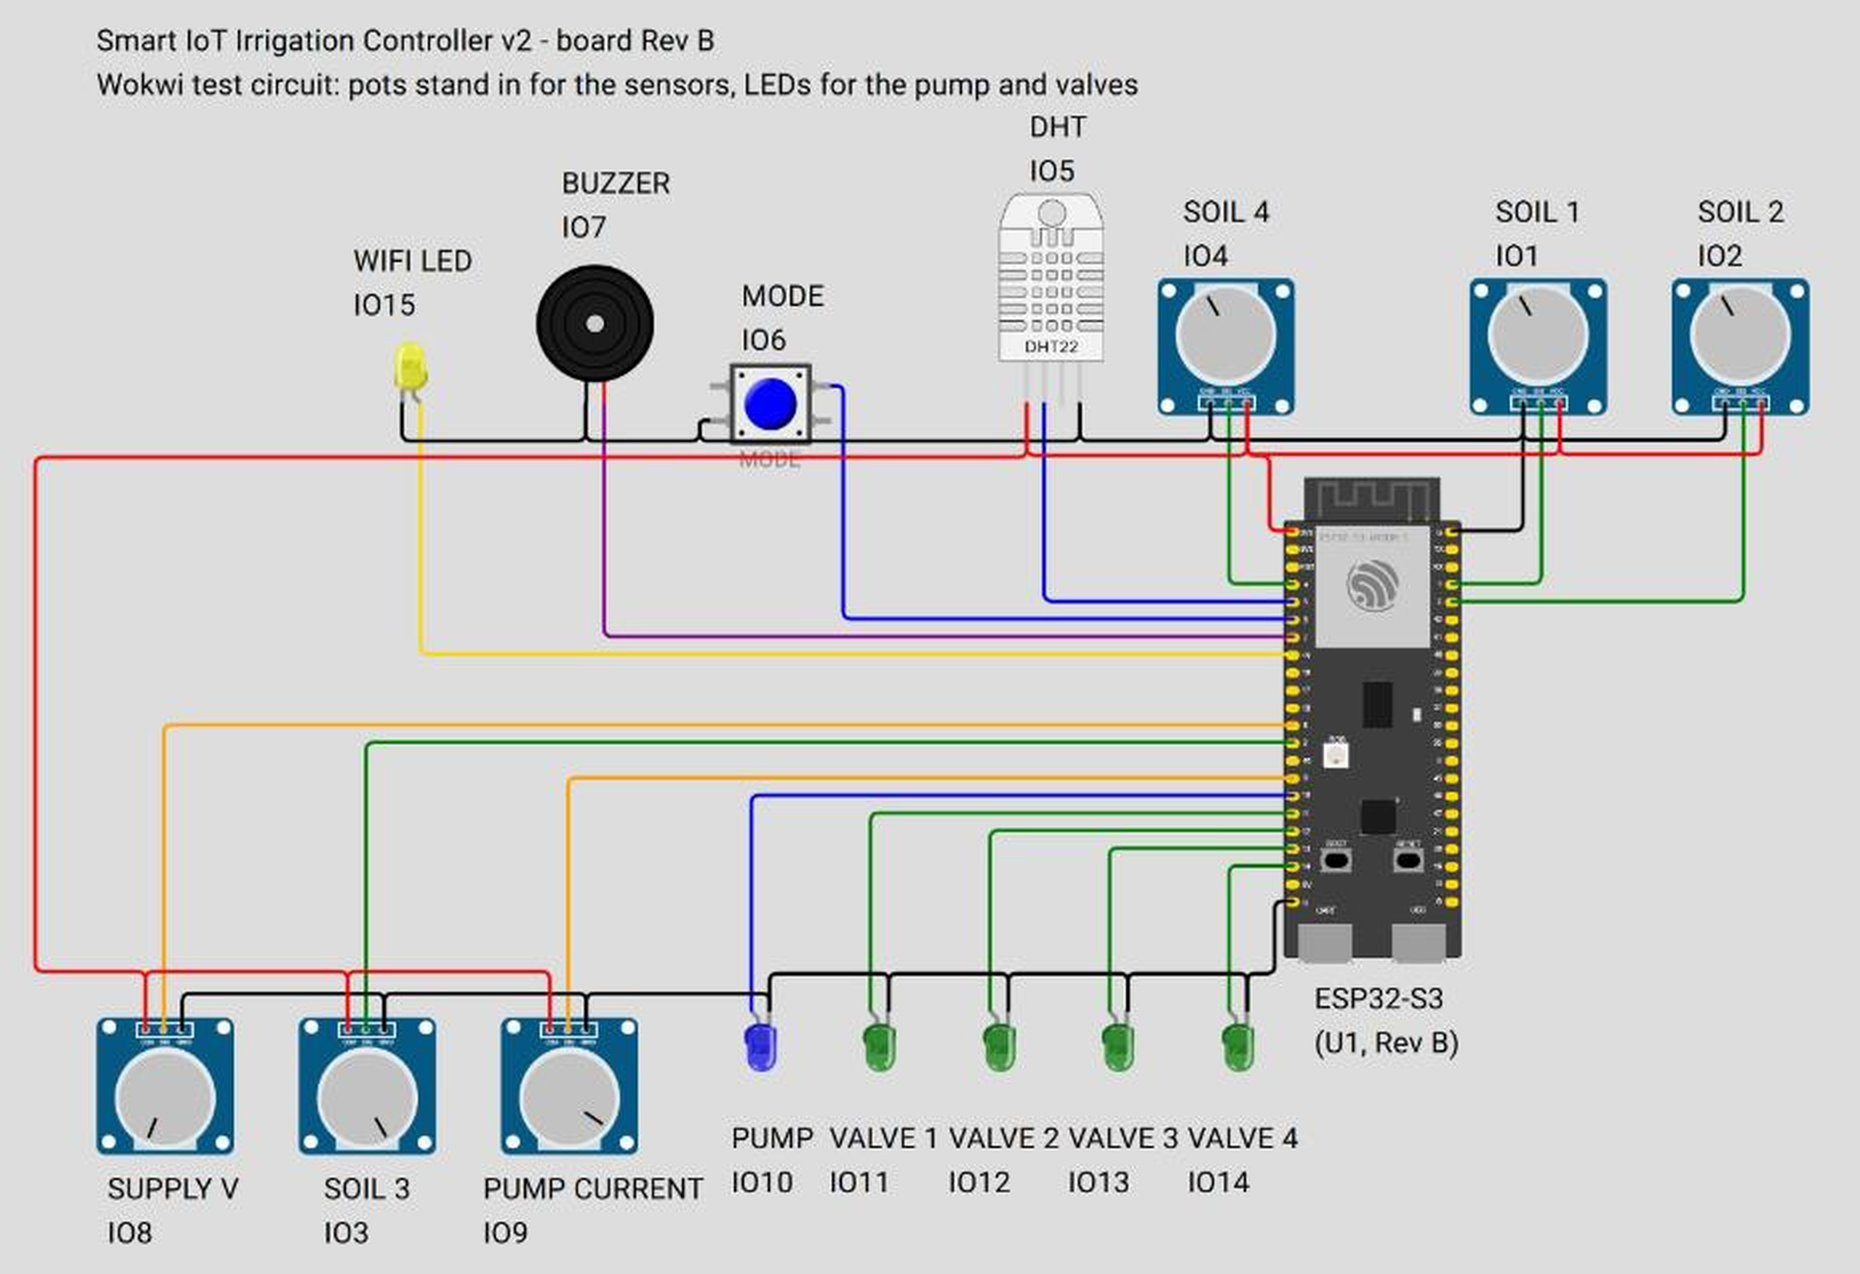 Smart IoT Irrigation Controller v2 - board Rev B
Wokwi test circuit: pots stand in for the sensors, LEDs for the pump and valves
DHT
IO5
BUZZER
IO7
SOIL 4
IO4
SOIL 1
IO1
SOIL 2
IO2
WIFI LED
IO15
MODE
IO6
DHT22
MODE
ESP32-S3
(U1, Rev B)
PUMP
IO10
VALVE 1
IO11
VALVE 2
IO12
VALVE 3
IO13
VALVE 4
IO14
SUPPLY V
IO8
SOIL 3
IO3
PUMP CURRENT
IO9